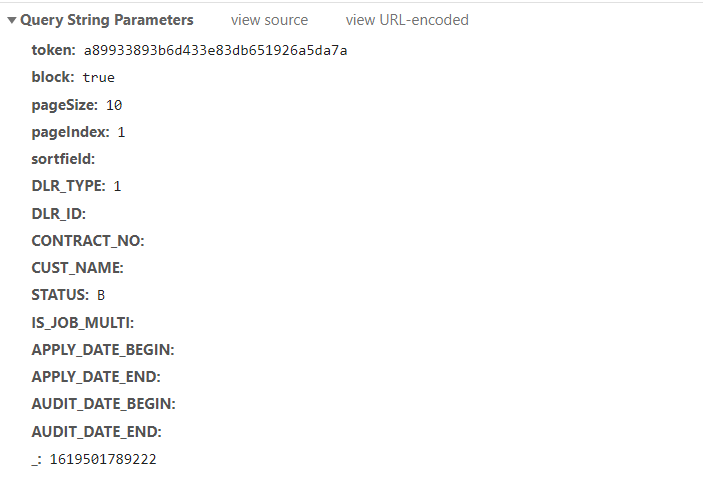 Query String Parameters view source view URL-encoded
token: a89933893b6d433e83db651926a5da7a
block: true
pageSize: 10
pageIndex: 1
sortfield:
DLR_TYPE: 1
DLR_ID:
CONTRACT_NO:
CUST_NAME:
STATUS: B
IS_JOB_MULTI:
APPLY_DATE_BEGIN:
APPLY_DATE_END:
AUDIT_DATE_BEGIN:
AUDIT_DATE_END:
_: 1619501789222